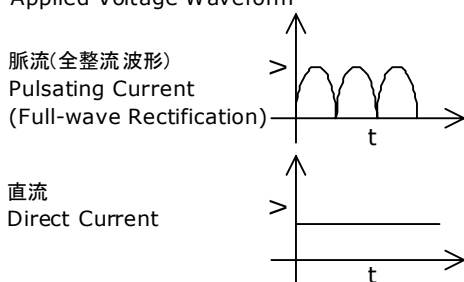 Applied Voltage Waveform
脈流(全整流波形)
Pulsating Current
(Full-wave Rectification)
V
t
直流
Direct Current
V
t